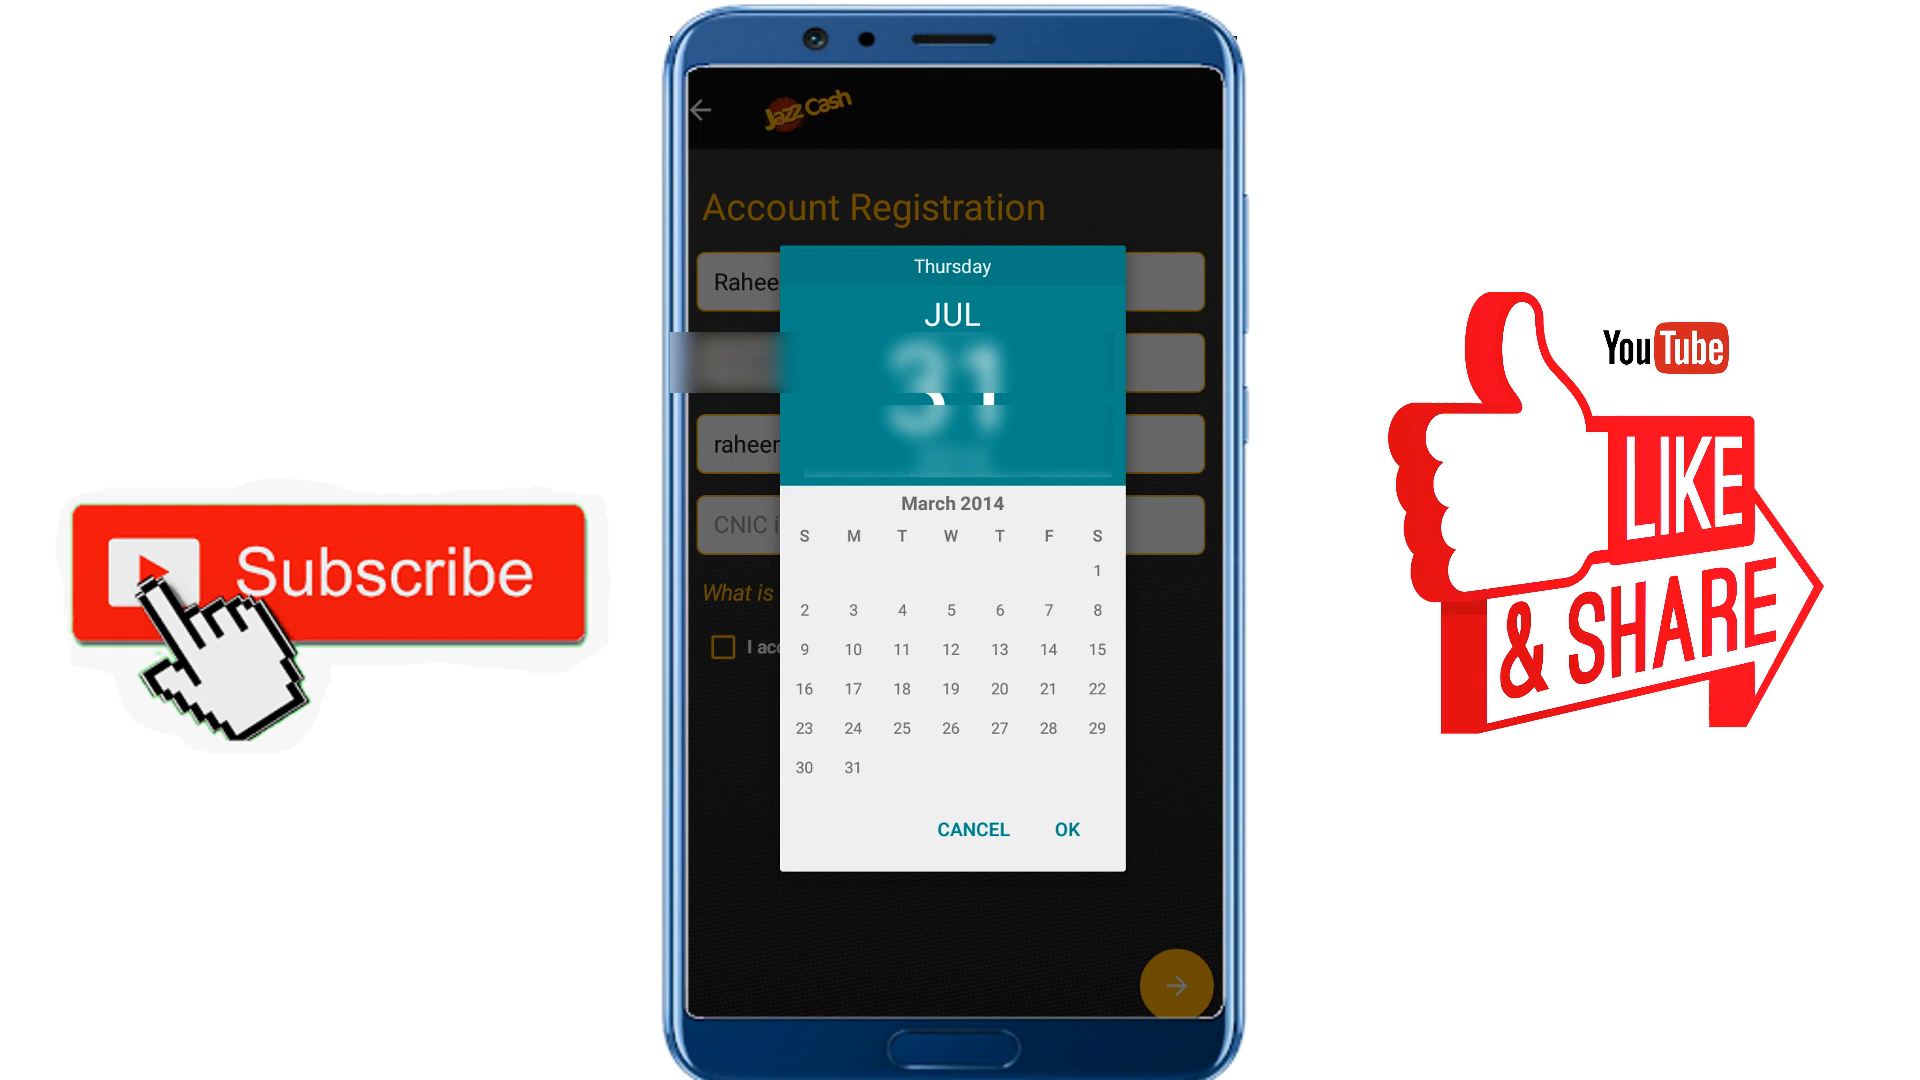 Jazz Cash
Account Registration
Thursday
JUL
31
Rahee
raheer
CNIC i
What is
I acc
March 2014
S M T W T F S
1
2 3 4 5 6 7 8
9 10 11 12 13 14 15
16 17 18 19 20 21 22
23 24 25 26 27 28 29
30 31
CANCEL OK
Subscribe
YouTube
LIKE
& SHARE